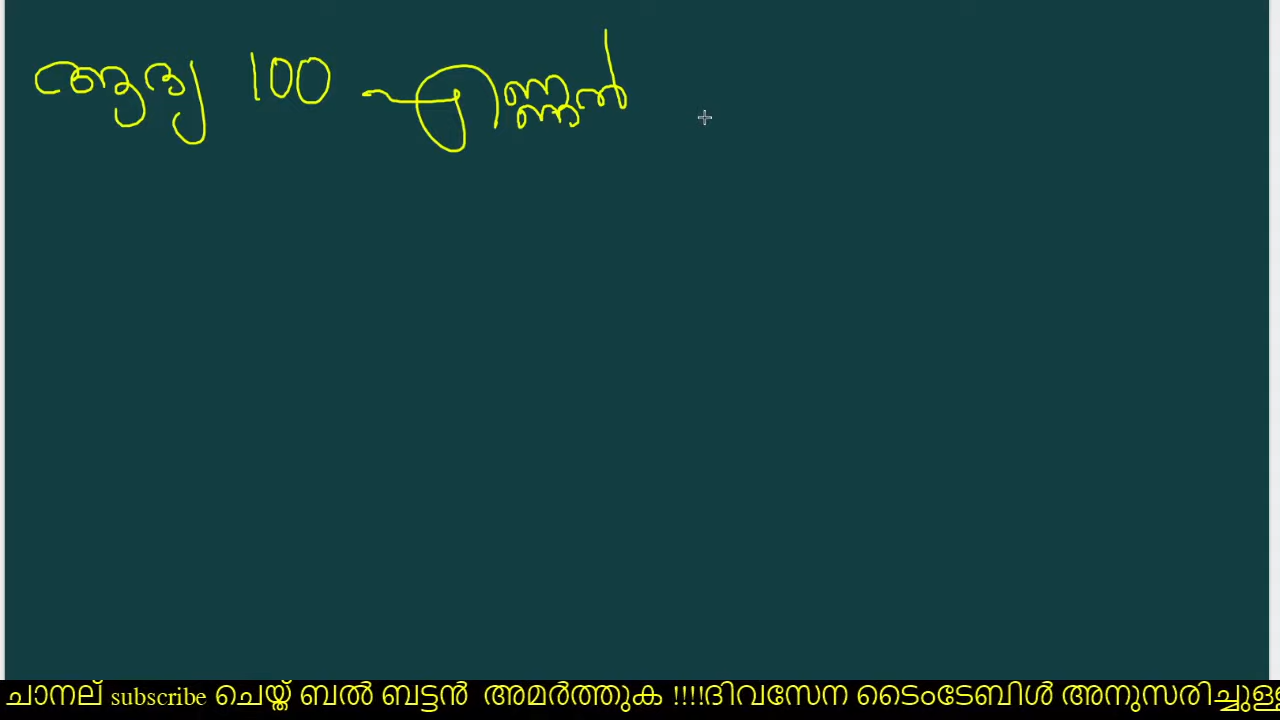 ആദ്യ 100 എണ്ണൽ
ചാനല് subscribe ചെയ്ത് ബൽ ബട്ടൻ അമർത്തുക !!!!ദിവസേന ടൈംടേബിൾ അനുസരിച്ചുള്ള